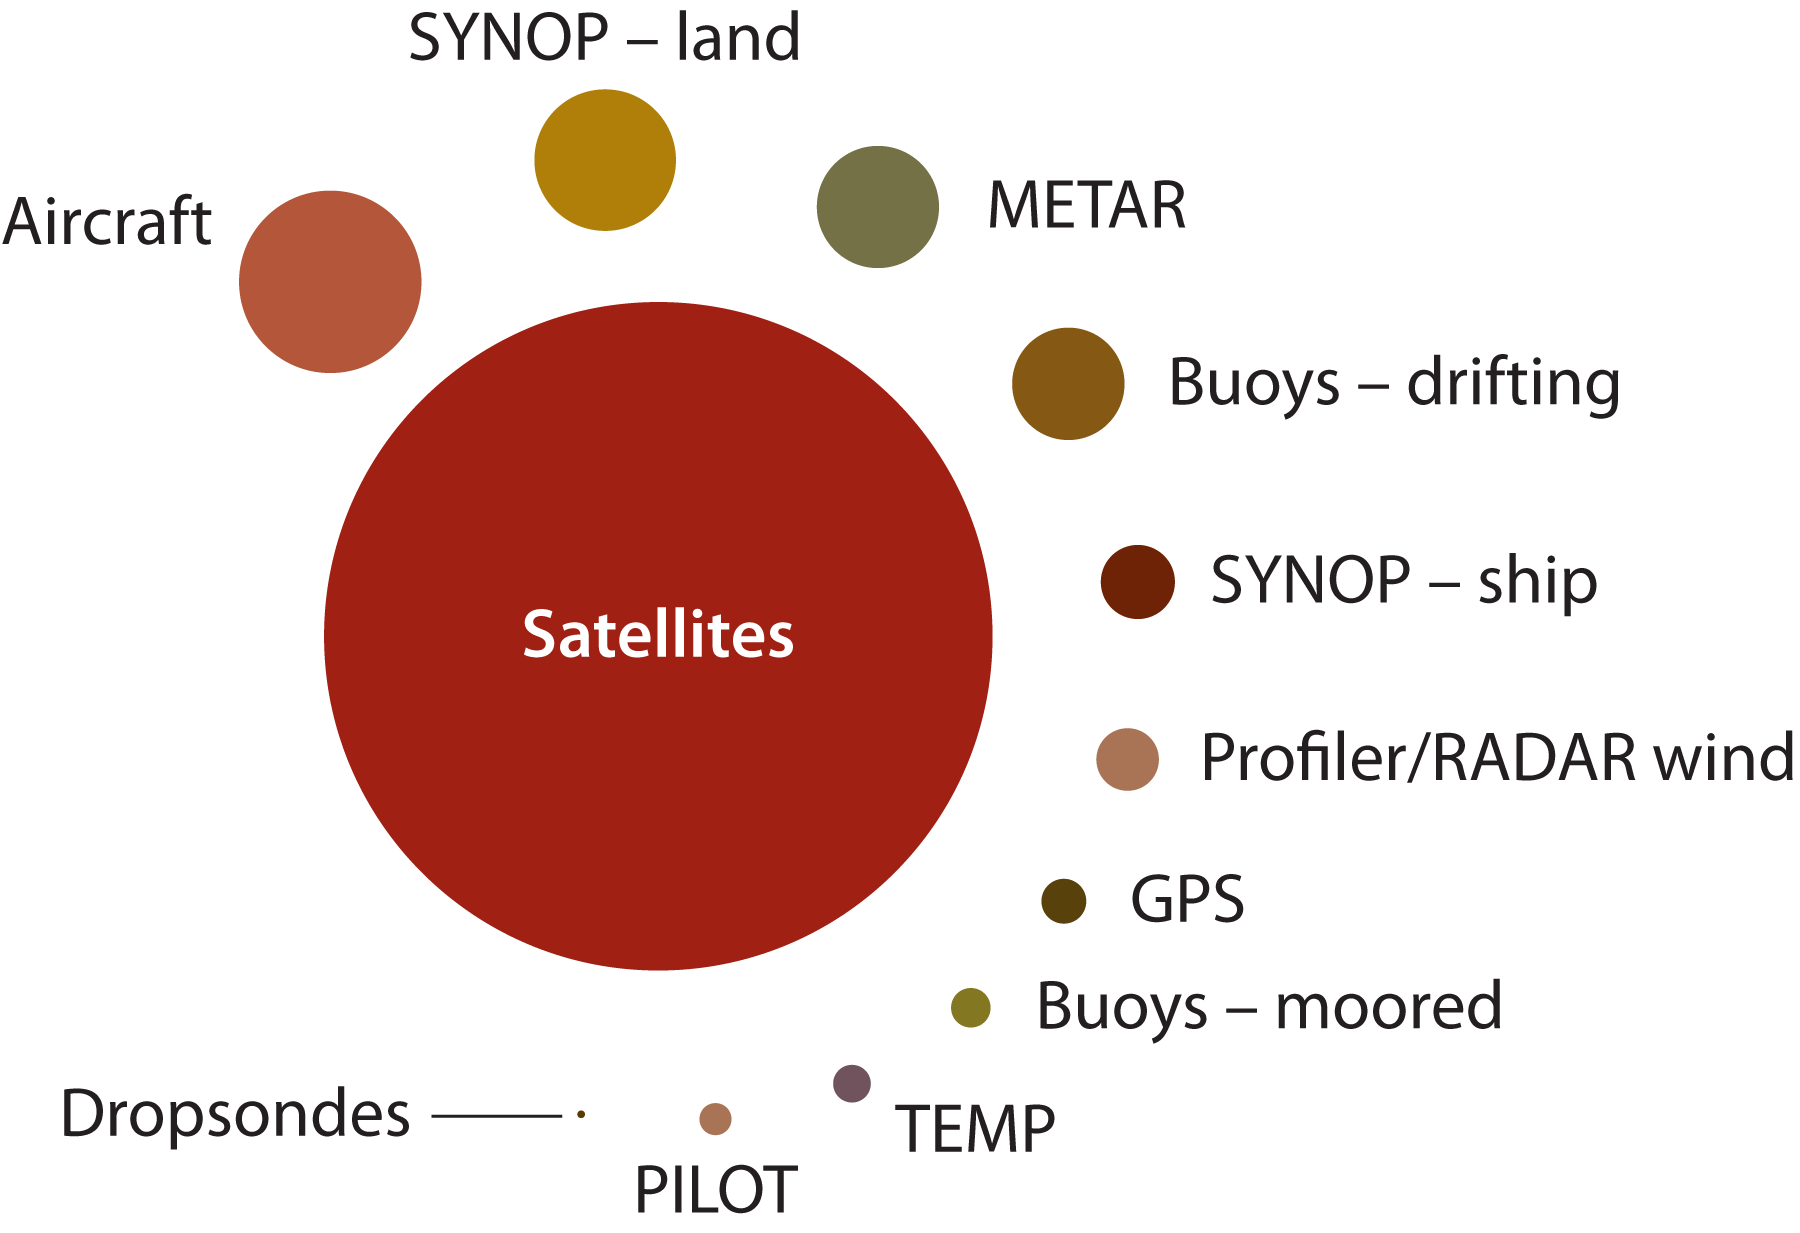 SYNOP – land
Aircraft
METAR
Buoys – drifting
SYNOP – ship
Satellites
Profiler/RADAR wind
GPS
Buoys – moored
Dropsondes
TEMP
PILOT